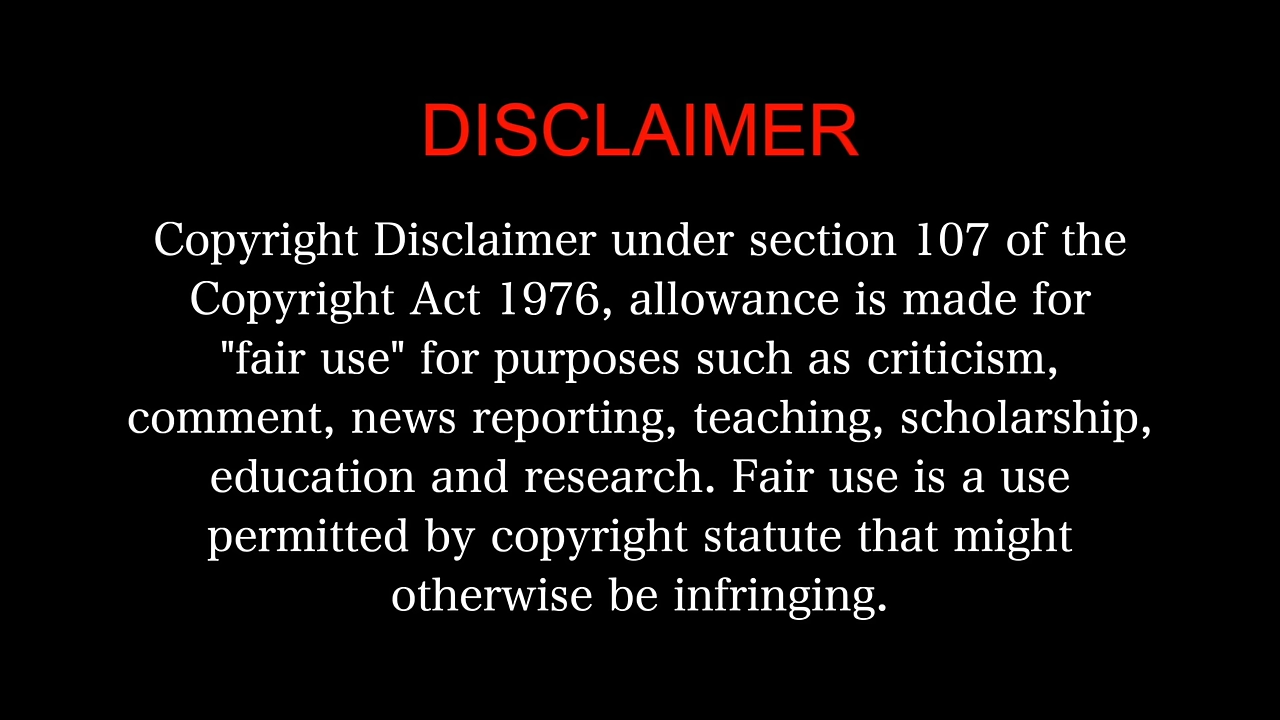 DISCLAIMER
Copyright Disclaimer under section 107 of the
Copyright Act 1976, allowance is made for
"fair use" for purposes such as criticism,
comment, news reporting, teaching, scholarship,
education and research. Fair use is a use
permitted by copyright statute that might
otherwise be infringing.